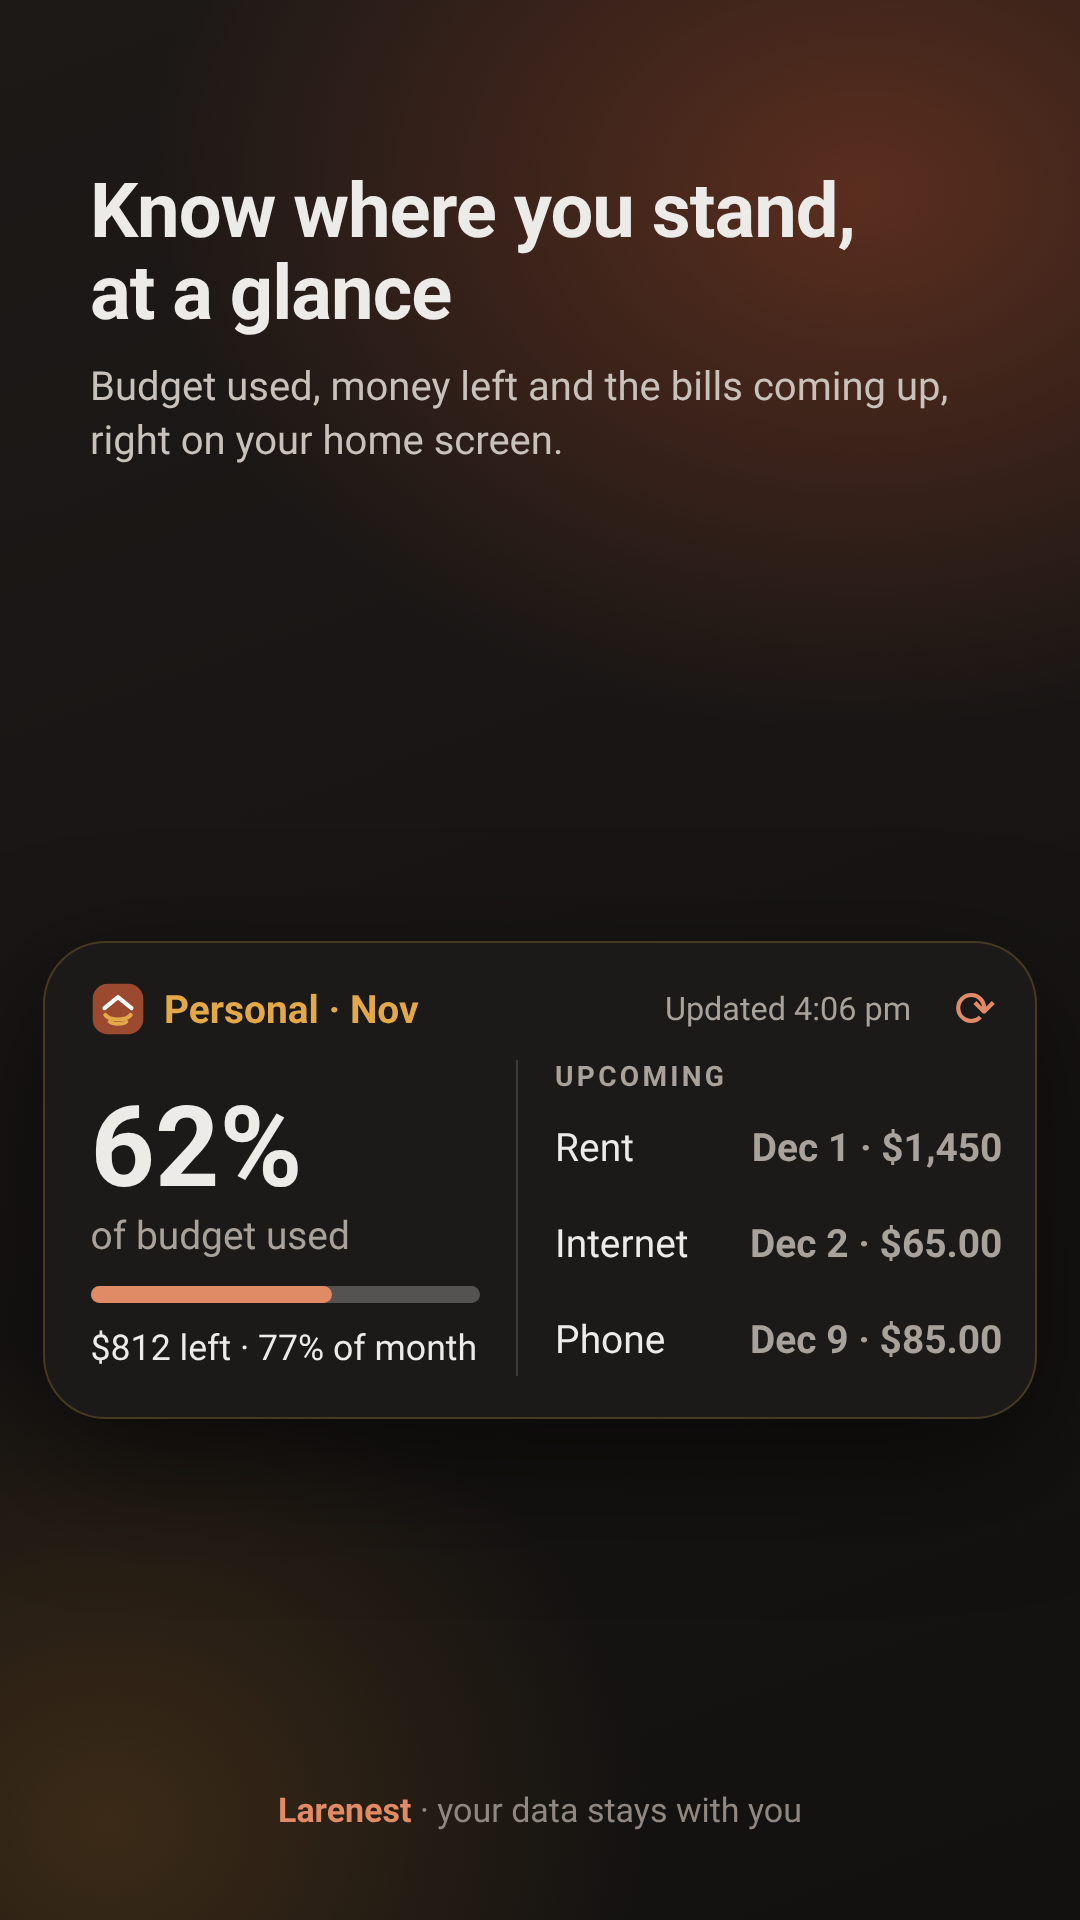 Know where you stand,
at a glance
Budget used, money left and the bills coming up,
right on your home screen.
Personal · Nov
Updated 4:06 pm
62%
of budget used
$812 left · 77% of month
UPCOMING
Rent Dec 1 · $1,450
Internet Dec 2 · $65.00
Phone Dec 9 · $85.00
Larenest · your data stays with you